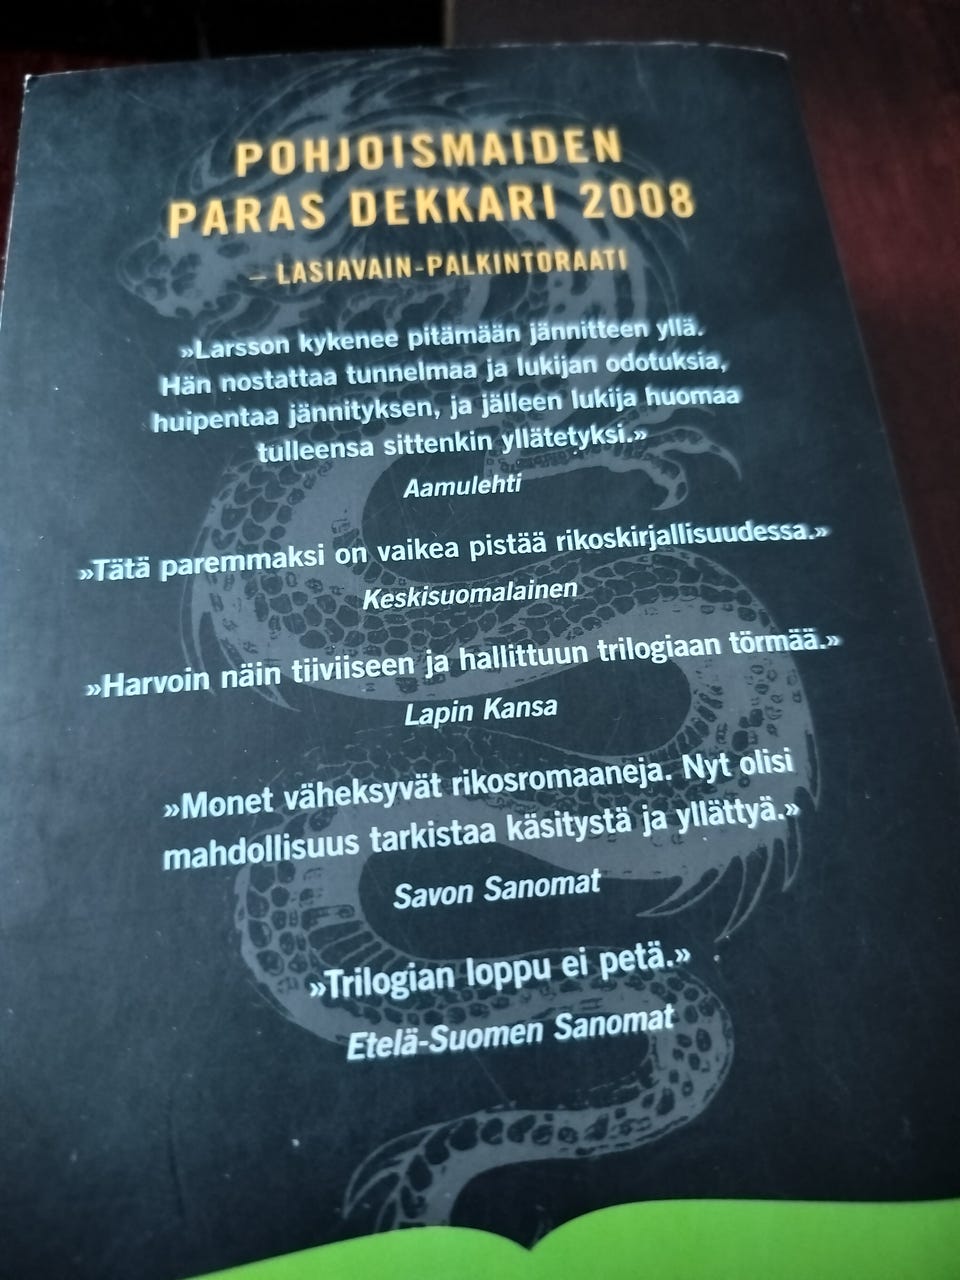 POHJOISMAIDEN
PARAS DEKKARI 2008
– LASIAVAIN-PALKINTORAATI
»Larsson kykenee pitämään jännitteen yllä.
Hän nostattaa tunnelmaa ja lukijan odotuksia,
huipentaa jännityksen, ja jälleen lukija huomaa
tulleensa sittenkin yllätetyksi.»
Aamulehti
»Tätä paremmaksi on vaikea pistää rikoskirjallisuudessa.»
Keskisuomalainen
»Harvoin näin tiiviiseen ja hallittuun trilogiaan törmää.»
Lapin Kansa
»Monet väheksyvät rikosromaaneja. Nyt olisi
mahdollisuus tarkistaa käsitystä ja yllättyä.»
Savon Sanomat
»Trilogian loppu ei petä.»
Etelä-Suomen Sanomat